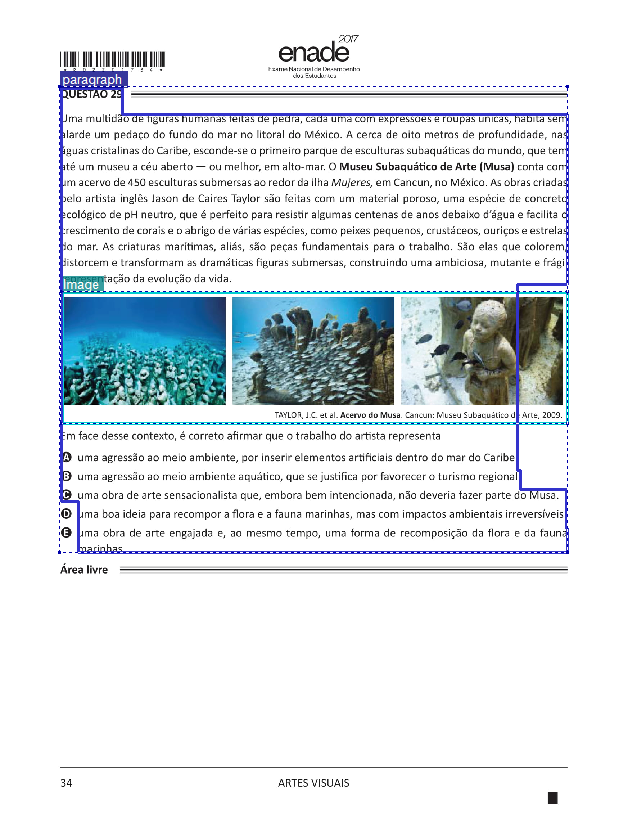 2017
enade
Exame Nacional de Desempenho
dos Estudantes
paragraph
QUESTÃO 29
Uma multidão de figuras humanas feitas de pedra, cada uma com expressões e roupas únicas, habita sem
alarde um pedaço do fundo do mar no litoral do México. A cerca de oito metros de profundidade, nas
águas cristalinas do Caribe, esconde-se o primeiro parque de esculturas subaquáticas do mundo, que tem
até um museu a céu aberto — ou melhor, em alto-mar. O Museu Subaquático de Arte (Musa) conta com
um acervo de 450 esculturas submersas ao redor da ilha Mujeres, em Cancun, no México. As obras criadas
pelo artista inglês Jason de Caires Taylor são feitas com um material poroso, uma espécie de concreto
ecológico de pH neutro, que é perfeito para resistir algumas centenas de anos debaixo d'água e facilita o
crescimento de corais e o abrigo de várias espécies, como peixes pequenos, crustáceos, ouriços e estrelas
do mar. As criaturas marítimas, aliás, são peças fundamentais para o trabalho. São elas que colorem,
distorcem e transformam as dramáticas figuras submersas, construindo uma ambiciosa, mutante e frágil
Image
representação da evolução da vida.
TAYLOR, J.C. et al. Acervo do Musa, Cancun: Museu Subaquático de Arte, 2009.
Em face desse contexto, é correto afirmar que o trabalho do artista representa
A uma agressão ao meio ambiente, por inserir elementos artificiais dentro do mar do Caribe.
B uma agressão ao meio ambiente aquático, que se justifica por favorecer o turismo regional.
C uma obra de arte sensacionalista que, embora bem intencionada, não deveria fazer parte do Musa.
D uma boa ideia para recompor a flora e a fauna marinhas, mas com impactos ambientais irreversíveis.
E uma obra de arte engajada e, ao mesmo tempo, uma forma de recomposição da flora e da fauna
marinhas.
Área livre
34
ARTES VISUAIS